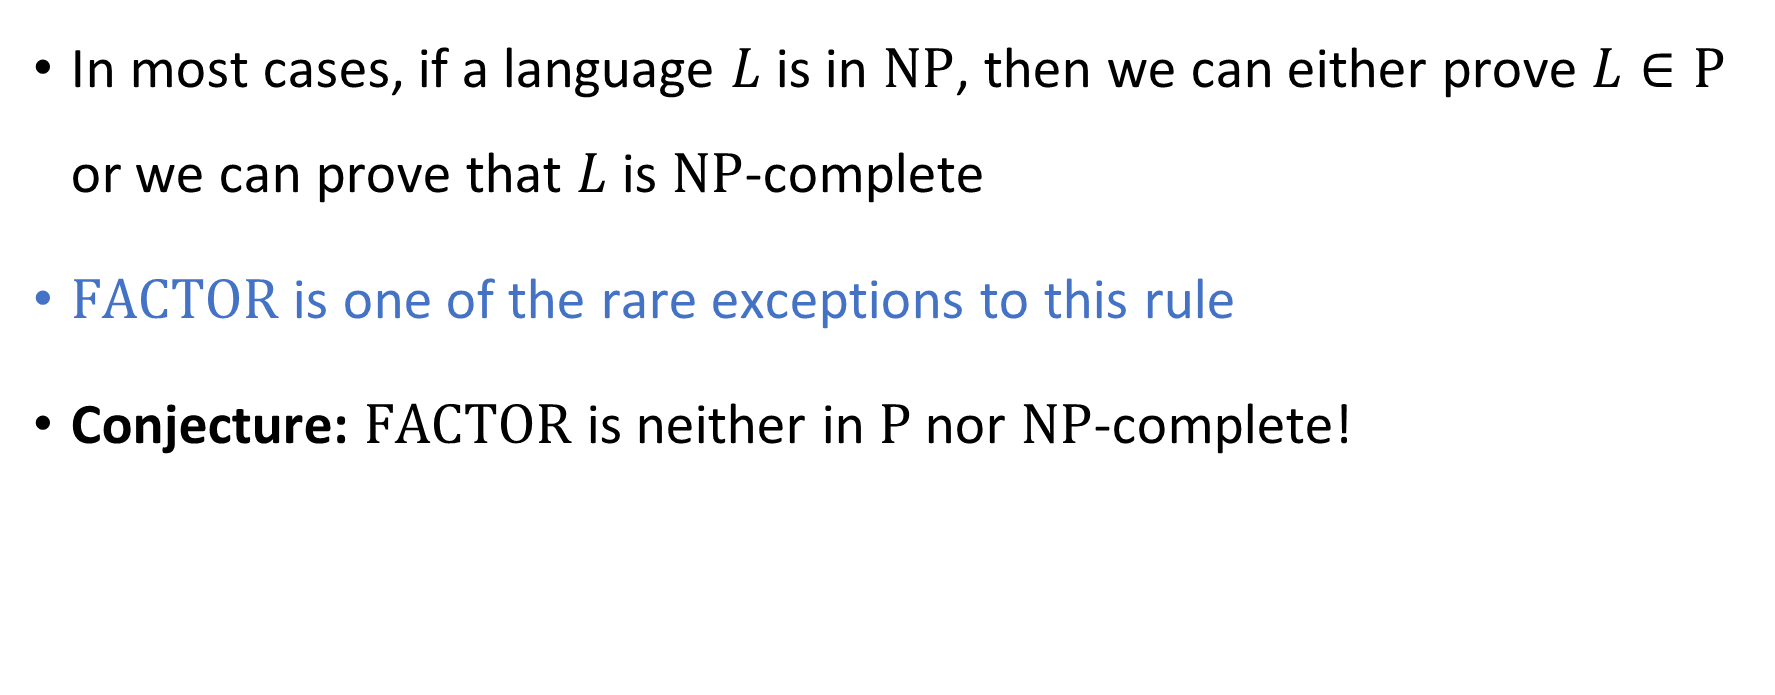 • In most cases, if a language L is in NP, then we can either prove L ∈ P
or we can prove that L is NP-complete
• FACTOR is one of the rare exceptions to this rule
• Conjecture: FACTOR is neither in P nor NP-complete!